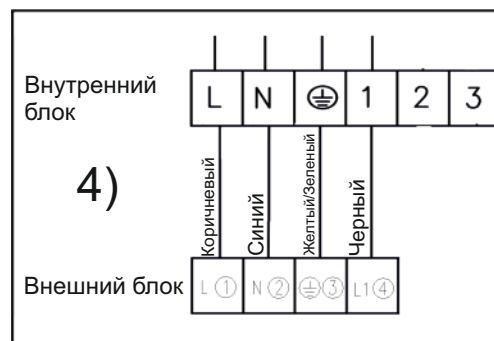 Внутренний
блок
L N ⏚ 1 2 3
4)
Коричневый
Синий
Желтый/Зеленый
Черный
Внешний блок
L ① N ② ⏚ ③ L1 ④